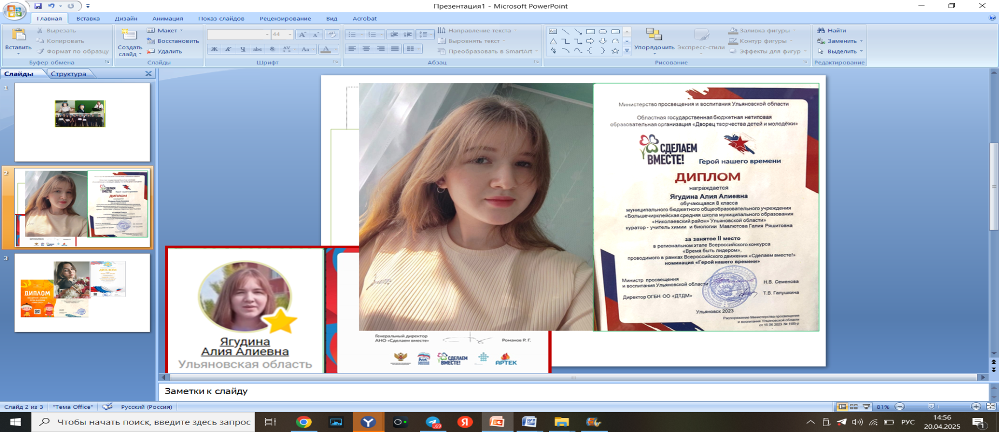 Презентация1 - Microsoft PowerPoint
Главная
Вставка
Дизайн
Анимация
Показ слайдов
Рецензирование
Вид
Acrobat
Вставить
Вырезать
Копировать
Формат по образцу
Буфер обмена
Создать слайд
Макет
Восстановить
Удалить
Слайды
44
Ж К Ч abc S AV Aa A
Шрифт
Направление текста
Выровнять текст
Преобразовать в SmartArt
Абзац
Упорядочить
Экспресс-стили
Заливка фигуры
Контур фигуры
Эффекты для фигур
Рисование
Найти
Заменить
Выделить
Редактирование
Слайды
Структура
1
2
3
ДИПЛОМ
ДИПЛОМ
Министерство просвещения и воспитания Ульяновской области
Областная государственная бюджетная нетиповая
образовательная организация «Дворец творчества детей и молодёжи»
СДЕЛАЕМ
ВМЕСТЕ!
Герой нашего времени
ДИПЛОМ
награждается
Ягудина Алия Алиевна
обучающаяся 8 класса
муниципального бюджетного общеобразовательного учреждения
«Большечирклейская средняя школа муниципального образования
«Николаевский район» Ульяновской области»
куратор - учитель химии и биологии Мавлютова Галия Ряшитовна
за занятое II место
в региональном этапе Всероссийского конкурса
«Время быть лидером»,
проводимого в рамках Всероссийского движения «Сделаем вместе!»
номинация «Герой нашего времени»
Министр просвещения
и воспитания Ульяновской области
Н.В. Семенова
Директор ОГБН ОО «ДТДМ»
Т.В. Галушкина
Ульяновск 2023
Распоряжение Министерства просвещения
и воспитания Ульяновской области
от 15.06.2023 № 1185-р
Ягудина
Алия Алиевна
Ульяновская область
Генеральный директор
АНО «Сделаем вместе»
Романов Р. Г.
СДЕЛАЕМ
ВМЕСТЕ!
АРТЕК
Заметки к слайду
Слайд 2 из 3
"Тема Office"
Русский (Россия)
81%
Чтобы начать поиск, введите здесь запрос
..69
РУС
14:56
20.04.2025
1